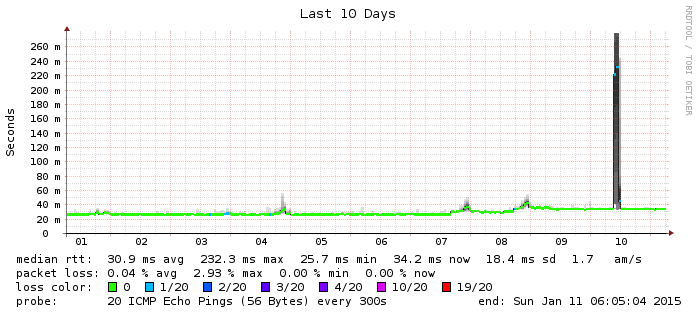 Last 10 Days
RRDTOOL / TOBI OETIKER
Seconds
260 m
240 m
220 m
200 m
180 m
160 m
140 m
120 m
100 m
80 m
60 m
40 m
20 m
0
01 02 03 04 05 06 07 08 09 10
median rtt: 30.9 ms avg 232.3 ms max 25.7 ms min 34.2 ms now 18.4 ms sd 1.7 am/s
packet loss: 0.04 % avg 2.93 % max 0.00 % min 0.00 % now
loss color: 0 1/20 2/20 3/20 4/20 10/20 19/20
probe: 20 ICMP Echo Pings (56 Bytes) every 300s end: Sun Jan 11 06:05:04 2015